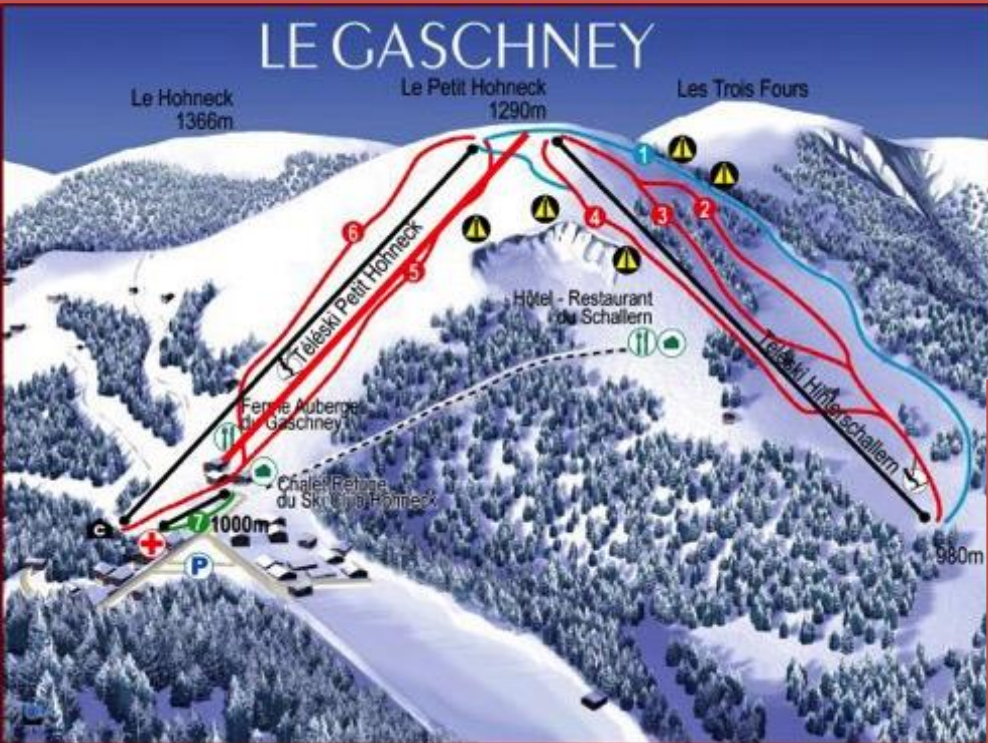 LE GASCHNEY
Le Hohneck
1366m
Le Petit Hohneck
1290m
Les Trois Fours
1
2
3
4
5
6
Téléski Petit Hohneck
Hôtel - Restaurant
du Schallern
Téléski Hinterschallern
Ferme Auberge
du Gaschney
Chalet Refuge
du Ski Club Hohneck
7
1000m
P
980m